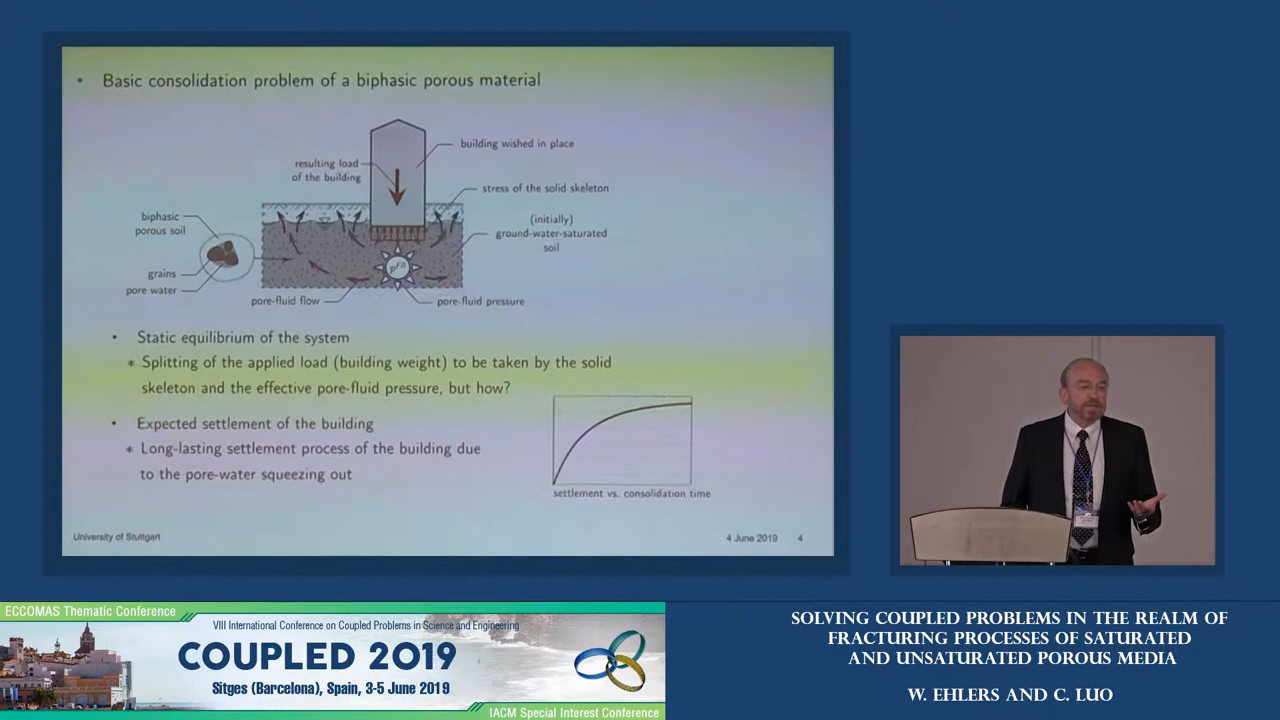 • Basic consolidation problem of a biphasic porous material
building wished in place
resulting load
of the building
stress of the solid skeleton
biphasic
porous soil
(initially)
ground-water-saturated
soil
grains
pore water
pore-fluid flow
pore-fluid pressure
• Static equilibrium of the system
* Splitting of the applied load (building weight) to be taken by the solid
skeleton and the effective pore-fluid pressure, but how?
• Expected settlement of the building
* Long-lasting settlement process of the building due
to the pore-water squeezing out
settlement vs. consolidation time
University of Stuttgart
4 June 2019 4
ECCOMAS Thematic Conference
VIII International Conference on Coupled Problems in Science and Engineering
COUPLED 2019
Sitges (Barcelona), Spain, 3-5 June 2019
IACM Special Interest Conference
SOLVING COUPLED PROBLEMS IN THE REALM OF
FRACTURING PROCESSES OF SATURATED
AND UNSATURATED POROUS MEDIA
W. EHLERS AND C. LUO